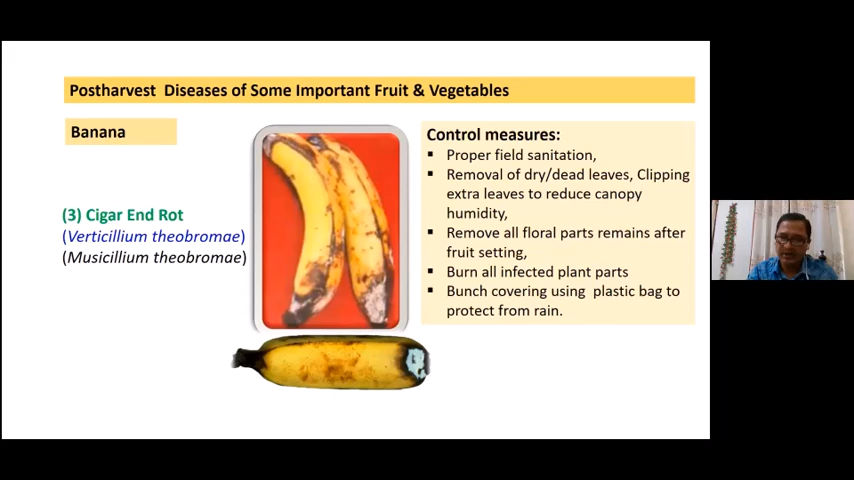 Postharvest Diseases of Some Important Fruit & Vegetables
Banana
(3) Cigar End Rot
(Verticillium theobromae)
(Musicillium theobromae)
Control measures:
▪ Proper field sanitation,
▪ Removal of dry/dead leaves, Clipping
extra leaves to reduce canopy
humidity,
▪ Remove all floral parts remains after
fruit setting,
▪ Burn all infected plant parts
▪ Bunch covering using plastic bag to
protect from rain.